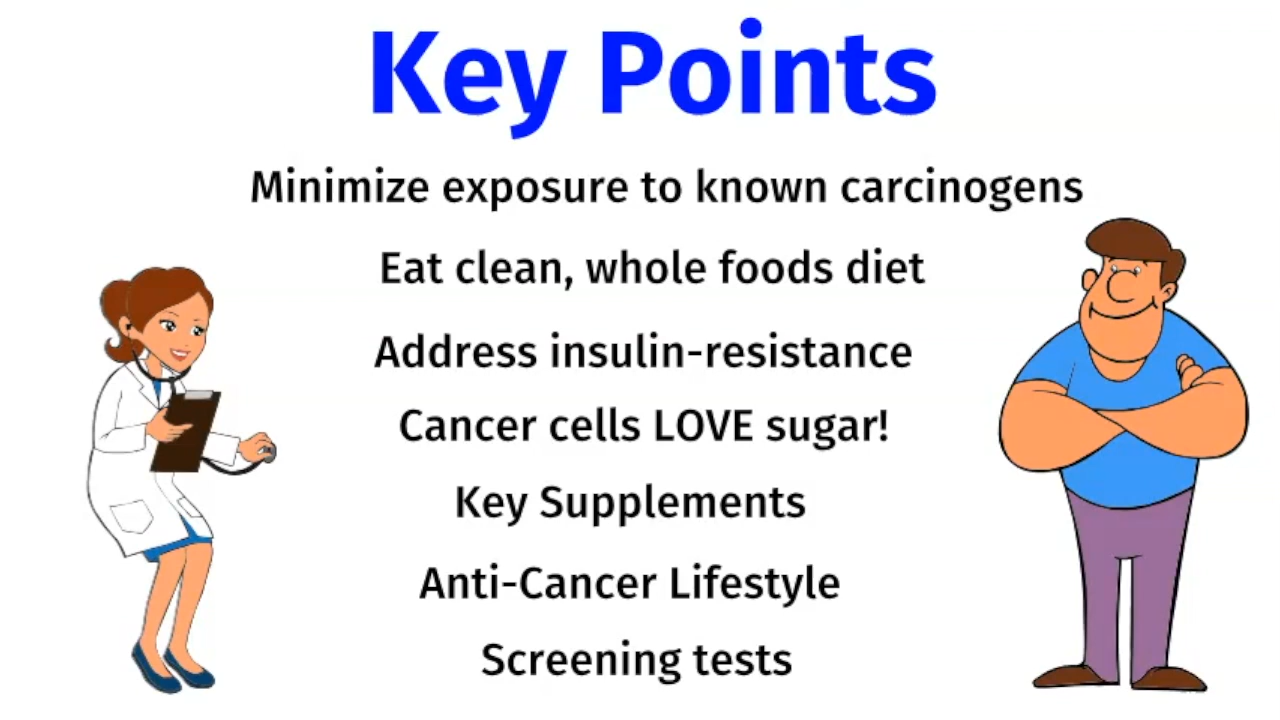 Key Points
Minimize exposure to known carcinogens
Eat clean, whole foods diet
Address insulin-resistance
Cancer cells LOVE sugar!
Key Supplements
Anti-Cancer Lifestyle
Screening tests